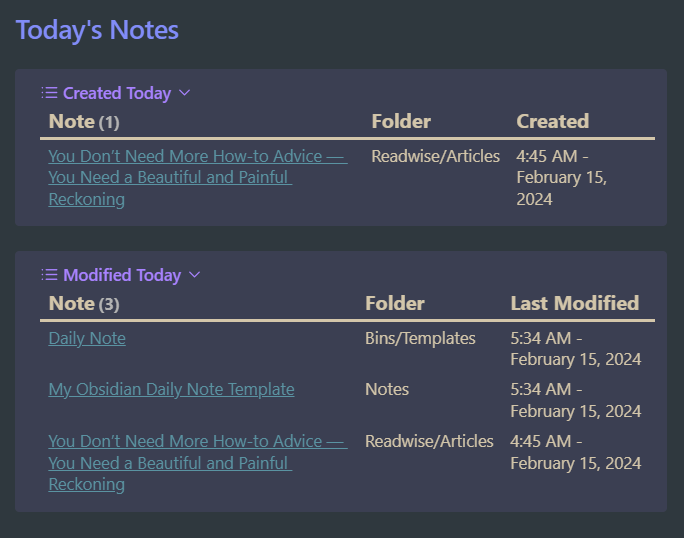 Today's Notes
Created Today
Note (1) Folder Created
You Don’t Need More How-to Advice — Readwise/Articles 4:45 AM -
You Need a Beautiful and Painful February 15,
Reckoning 2024
Modified Today
Note (3) Folder Last Modified
Daily Note Bins/Templates 5:34 AM -
February 15, 2024
My Obsidian Daily Note Template Notes 5:34 AM -
February 15, 2024
You Don’t Need More How-to Advice — Readwise/Articles 4:45 AM -
You Need a Beautiful and Painful February 15, 2024
Reckoning